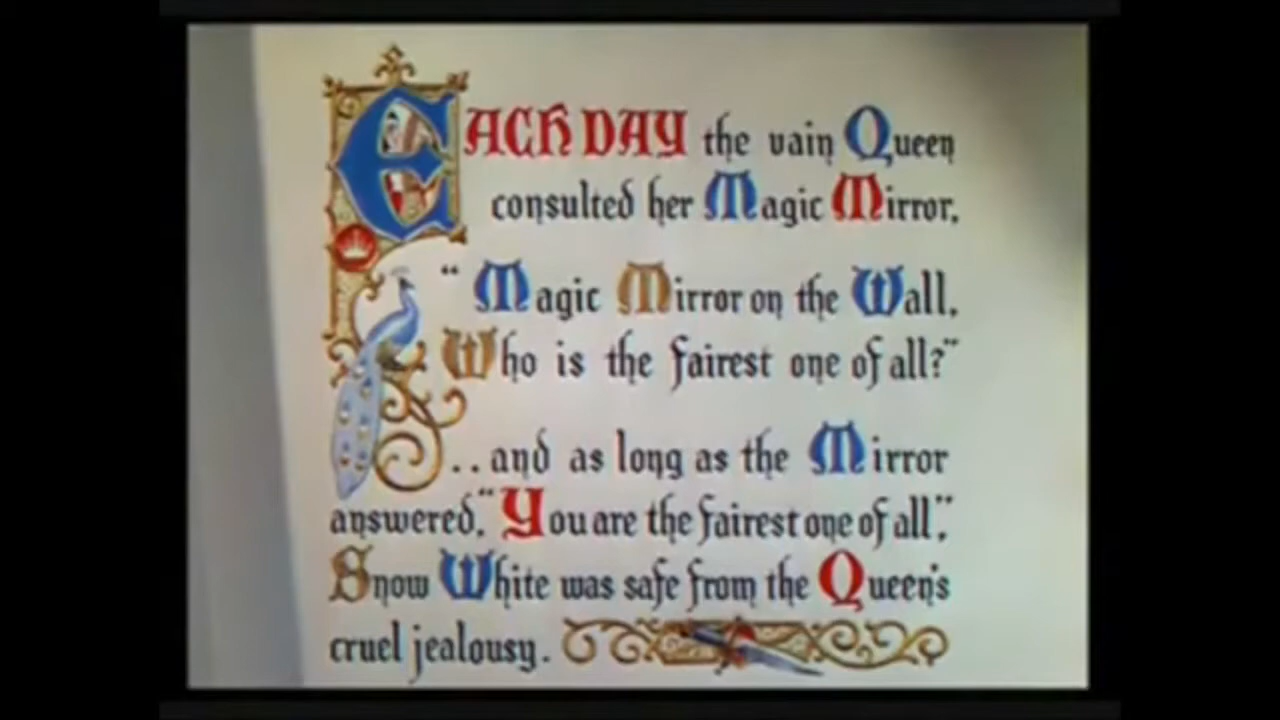 EACH DAY the vain Queen
consulted her Magic Mirror,
“Magic Mirror on the Wall,
Who is the fairest one of all?”
..and as long as the Mirror
answered, “You are the fairest one of all,”
Snow White was safe from the Queen's
cruel jealousy.